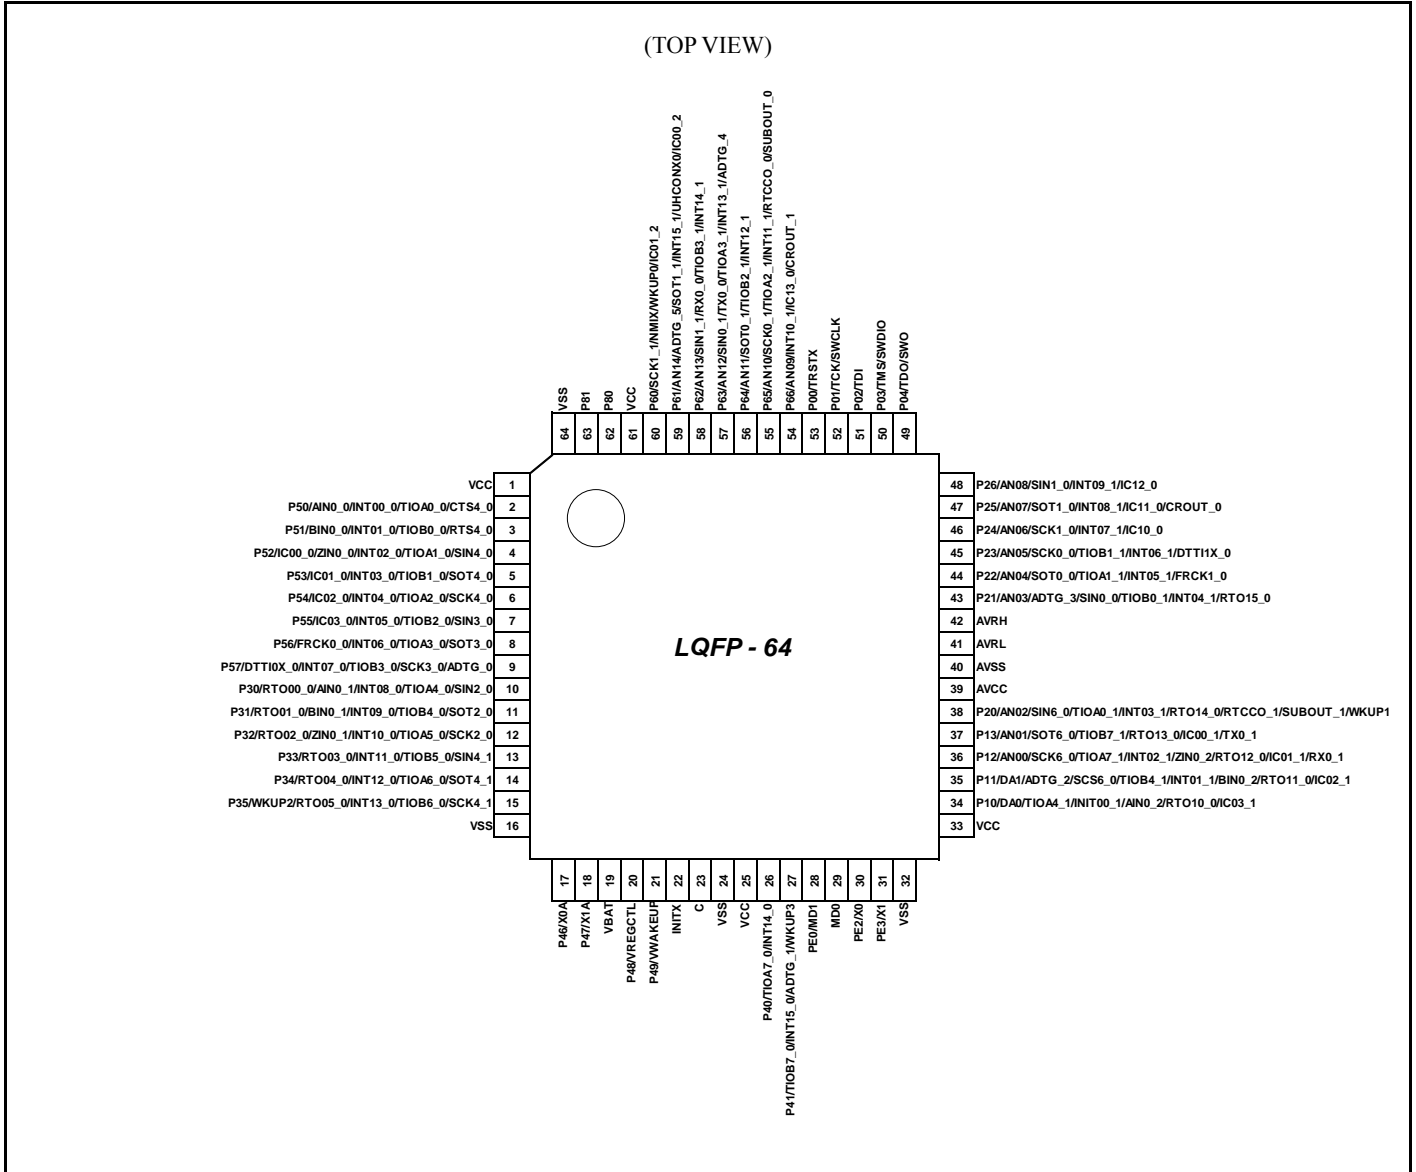 (TOP VIEW)
VSS
P81
P80
VCC
P60/SCK1_1/NMIX/WKUP0/IC01_2
P61/AN14/ADTG_5/SOT1_1/INT15_1/UHCONX0/IC00_2
P62/AN13/SIN1_1/RX0_0/TIOB3_1/INT14_1
P63/AN12/SIN0_1/TX0_0/TIOA3_1/INT13_1/ADTG_4
P64/AN11/SOT0_1/TIOB2_1/INT12_1
P65/AN10/SCK0_1/TIOA2_1/INT11_1/RTCCO_0/SUBOUT_0
P66/AN09/INT10_1/IC13_0/CROUT_1
P00/TRSTX
P01/TCK/SWCLK
P02/TDI
P03/TMS/SWDIO
P04/TDO/SWO
64
63
62
61
60
59
58
57
56
55
54
53
52
51
50
49
VCC 1
P50/AIN0_0/INT00_0/TIOA0_0/CTS4_0 2
P51/BIN0_0/INT01_0/TIOB0_0/RTS4_0 3
P52/IC00_0/ZIN0_0/INT02_0/TIOA1_0/SIN4_0 4
P53/IC01_0/INT03_0/TIOB1_0/SOT4_0 5
P54/IC02_0/INT04_0/TIOA2_0/SCK4_0 6
P55/IC03_0/INT05_0/TIOB2_0/SIN3_0 7
P56/FRCK0_0/INT06_0/TIOA3_0/SOT3_0 8
P57/DTTI0X_0/INT07_0/TIOB3_0/SCK3_0/ADTG_0 9
P30/RTO00_0/AIN0_1/INT08_0/TIOA4_0/SIN2_0 10
P31/RTO01_0/BIN0_1/INT09_0/TIOB4_0/SOT2_0 11
P32/RTO02_0/ZIN0_1/INT10_0/TIOA5_0/SCK2_0 12
P33/RTO03_0/INT11_0/TIOB5_0/SIN4_1 13
P34/RTO04_0/INT12_0/TIOA6_0/SOT4_1 14
P35/WKUP2/RTO05_0/INT13_0/TIOB6_0/SCK4_1 15
VSS 16
LQFP - 64
48 P26/AN08/SIN1_0/INT09_1/IC12_0
47 P25/AN07/SOT1_0/INT08_1/IC11_0/CROUT_0
46 P24/AN06/SCK1_0/INT07_1/IC10_0
45 P23/AN05/SCK0_0/TIOB1_1/INT06_1/DTTI1X_0
44 P22/AN04/SOT0_0/TIOA1_1/INT05_1/FRCK1_0
43 P21/AN03/ADTG_3/SIN0_0/TIOB0_1/INT04_1/RTO15_0
42 AVRH
41 AVRL
40 AVSS
39 AVCC
38 P20/AN02/SIN6_0/TIOA0_1/INT03_1/RTO14_0/RTCCO_1/SUBOUT_1/WKUP1
37 P13/AN01/SOT6_0/TIOB7_1/RTO13_0/IC00_1/TX0_1
36 P12/AN00/SCK6_0/TIOA7_1/INT02_1/ZIN0_2/RTO12_0/IC01_1/RX0_1
35 P11/DA1/ADTG_2/SCS6_0/TIOB4_1/INT01_1/BIN0_2/RTO11_0/IC02_1
34 P10/DA0/TIOA4_1/INIT00_1/AIN0_2/RTO10_0/IC03_1
33 VCC
17
18
19
20
21
22
23
24
25
26
27
28
29
30
31
32
P46/X0A
P47/X1A
VBAT
P48/VREGCTL
P49/VWAKEUP
INITX
C
VSS
VCC
P40/TIOA7_0/INT14_0
P41/TIOB7_0/INT15_0/ADTG_1/WKUP3
PE0/MD1
MD0
PE2/X0
PE3/X1
VSS